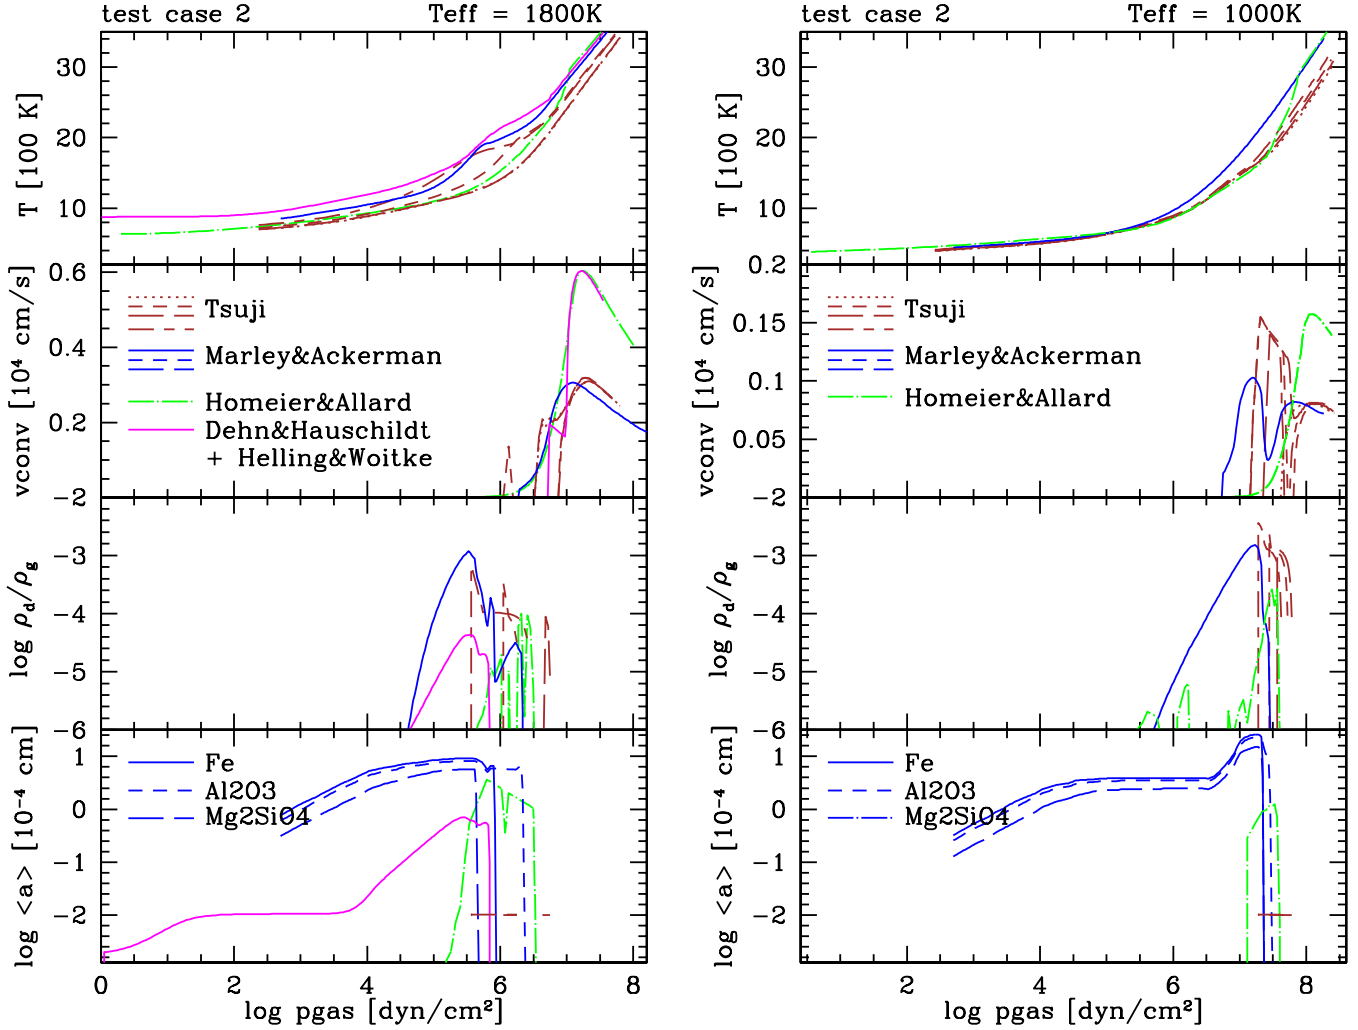 test case 2 Teff = 1800K
30
20
10
T [100 K]
0.6
0.4
0.2
−2
vconv [10⁴ cm/s]
Tsuji
Marley&Ackerman
Homeier&Allard
Dehn&Hauschildt
+ Helling&Woitke
−3
−4
−5
−6
log ρd/ρg
1
0
−1
−2
log <a> [10⁻⁴ cm]
Fe
Al2O3
Mg2SiO4
0 2 4 6 8
log pgas [dyn/cm²]
test case 2 Teff = 1000K
30
20
10
T [100 K]
0.2
0.15
0.1
0.05
−2
vconv [10⁴ cm/s]
Tsuji
Marley&Ackerman
Homeier&Allard
−3
−4
−5
−6
log ρd/ρg
1
0
−1
−2
log <a> [10⁻⁴ cm]
Fe
Al2O3
Mg2SiO4
2 4 6 8
log pgas [dyn/cm²]